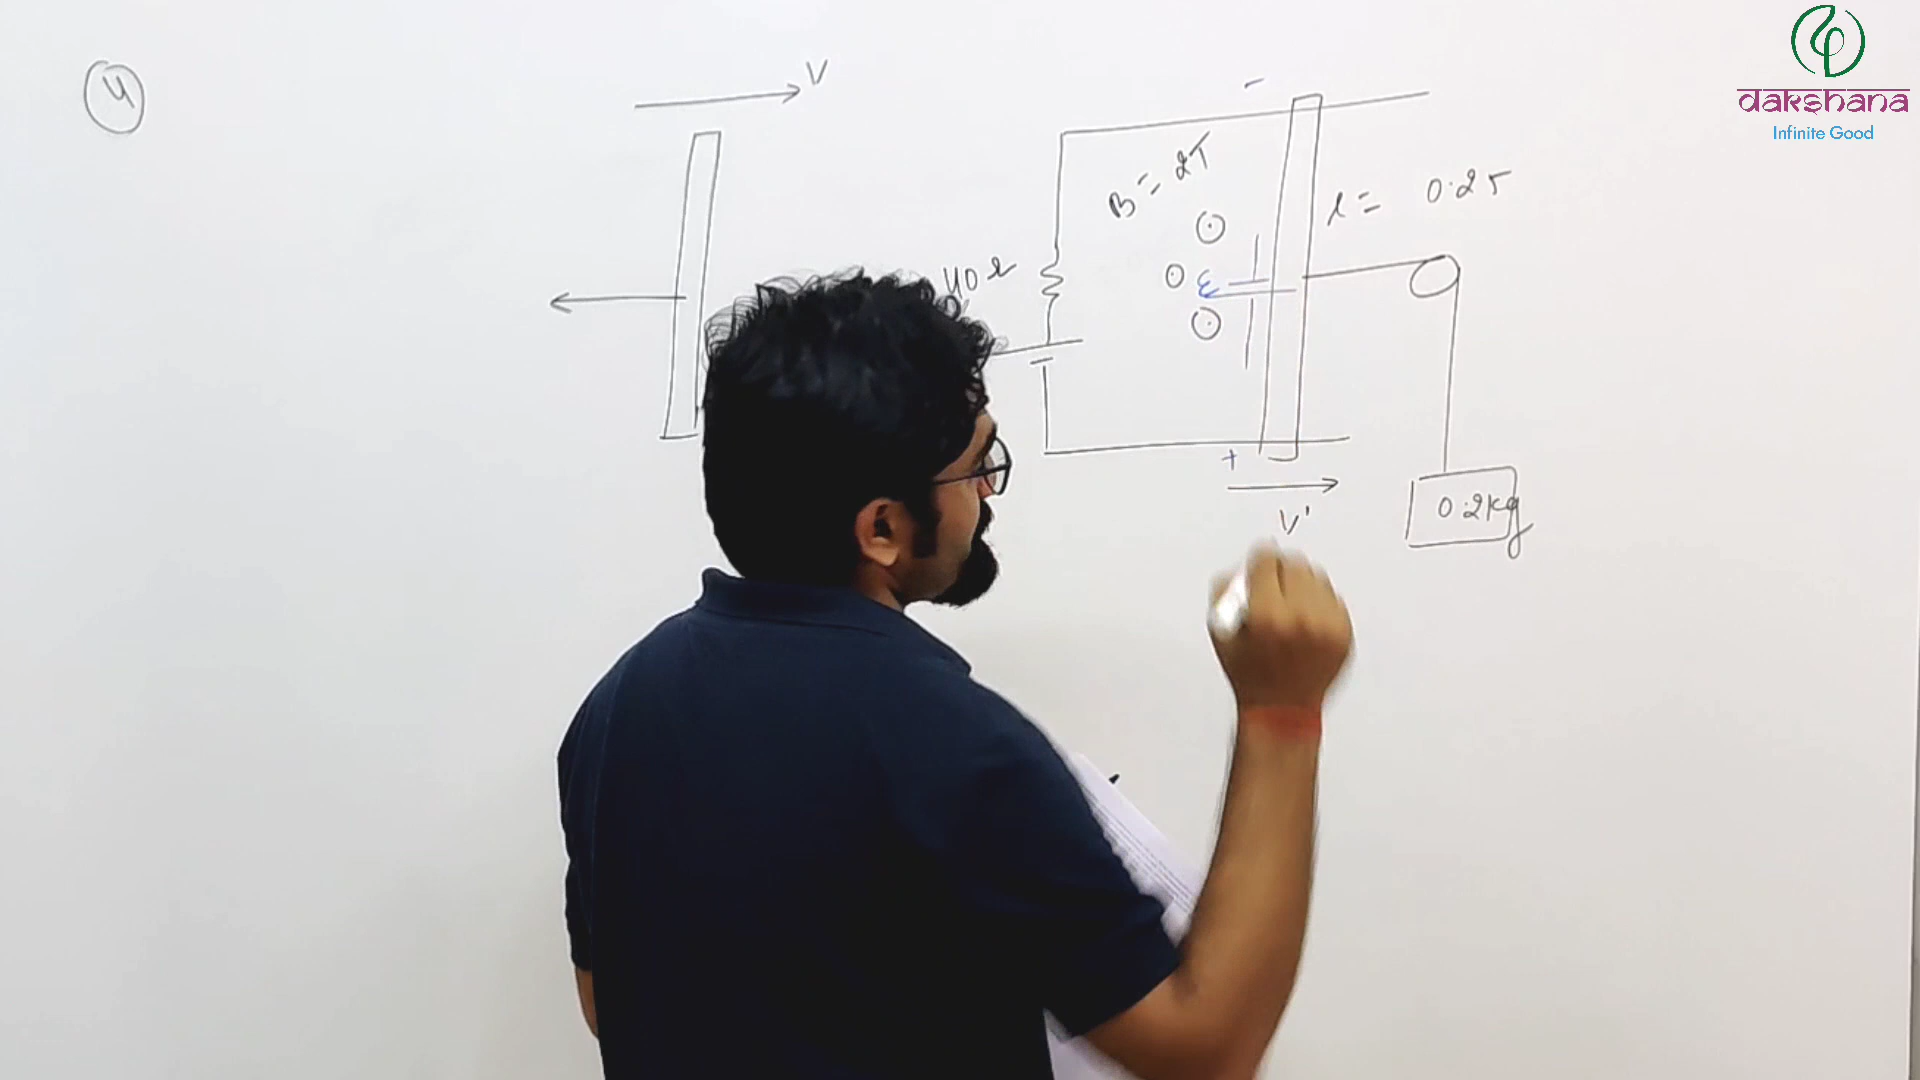 4
V
-
B = 2T
l = 0.25
40
ε
+
V'
0.2kg
dakshana
Infinite Good